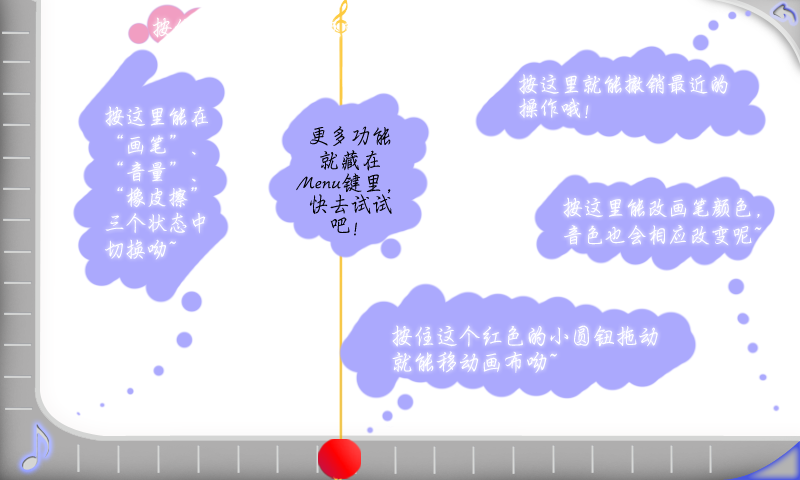 按
按这里能在
“画笔”、
“音量”、
“橡皮擦”
三个状态中
切换呦~
更多功能
就藏在
Menu键里，
快去试试
吧！
按这里就能撤销最近的
操作哦！
按这里能改画笔颜色，
音色也会相应改变呢~
按住这个红色的小圆钮拖动
就能移动画布呦~